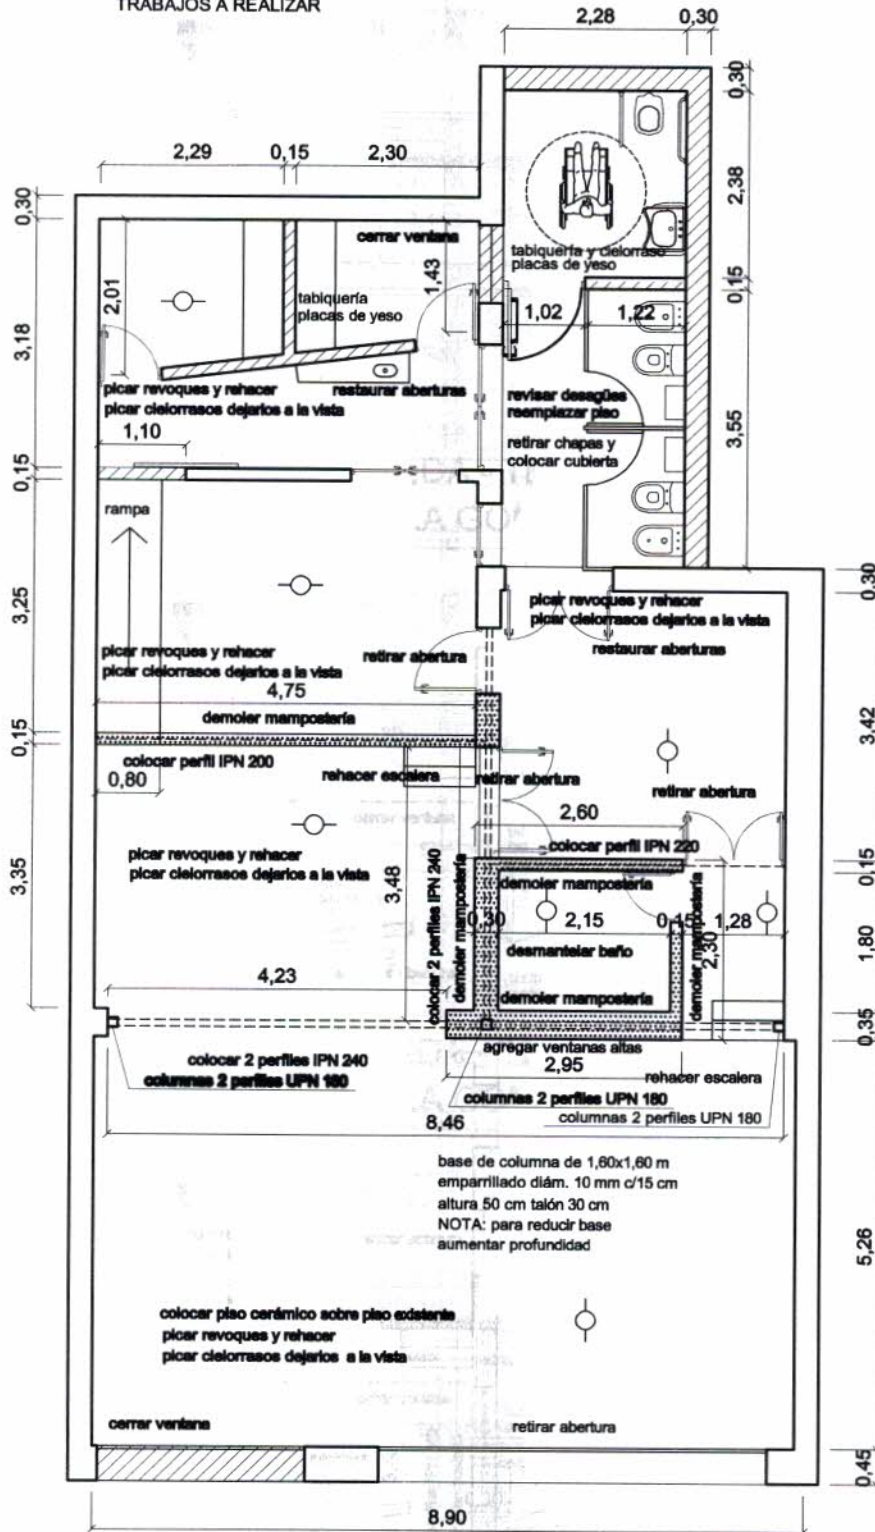 TRABAJOS A REALIZAR
2,28
0,30
0,30
2,29
0,15
2,30
2,38
0,30
cerrar ventana
tabiquería y cielorraso
placas de yeso
1,43
2,01
tabiquería
placas de yeso
0,15
1,02
1,22
3,18
picar revoques y rehacer
picar cielorrasos dejarlos a la vista
restaurar aberturas
revisar desagües
reemplazar piso
retirar chapas y
colocar cubierta
3,55
1,10
0,15
rampa
0,30
3,25
picar revoques y rehacer
picar cielorrasos dejarlos a la vista
restaurar aberturas
picar revoques y rehacer
picar cielorrasos dejarlos a la vista
retirar abertura
4,75
demoler mampostería
3,42
0,15
colocar perfil IPN 200
0,80
rehacer escalera
retirar abertura
retirar abertura
2,60
colocar perfil IPN 220
picar revoques y rehacer
picar cielorrasos dejarlos a la vista
3,35
3,48
colocar 2 perfiles IPN 240
demoler mampostería
demoler mampostería
0,15
0,30
2,15
0,15
1,28
desmantelar baño
demoler mampostería
2,30
1,80
demoler mampostería
4,23
0,35
agregar ventanas altas
colocar 2 perfiles IPN 240
columnas 2 perfiles UPN 180
2,95
rehacer escalera
columnas 2 perfiles UPN 180
columnas 2 perfiles UPN 180
8,46
base de columna de 1,60x1,60 m
emparrillado diám. 10 mm c/15 cm
altura 50 cm talón 30 cm
NOTA: para reducir base
aumentar profundidad
5,26
colocar piso cerámico sobre piso existente
picar revoques y rehacer
picar cielorrasos dejarlos a la vista
cerrar ventana
retirar abertura
0,45
8,90